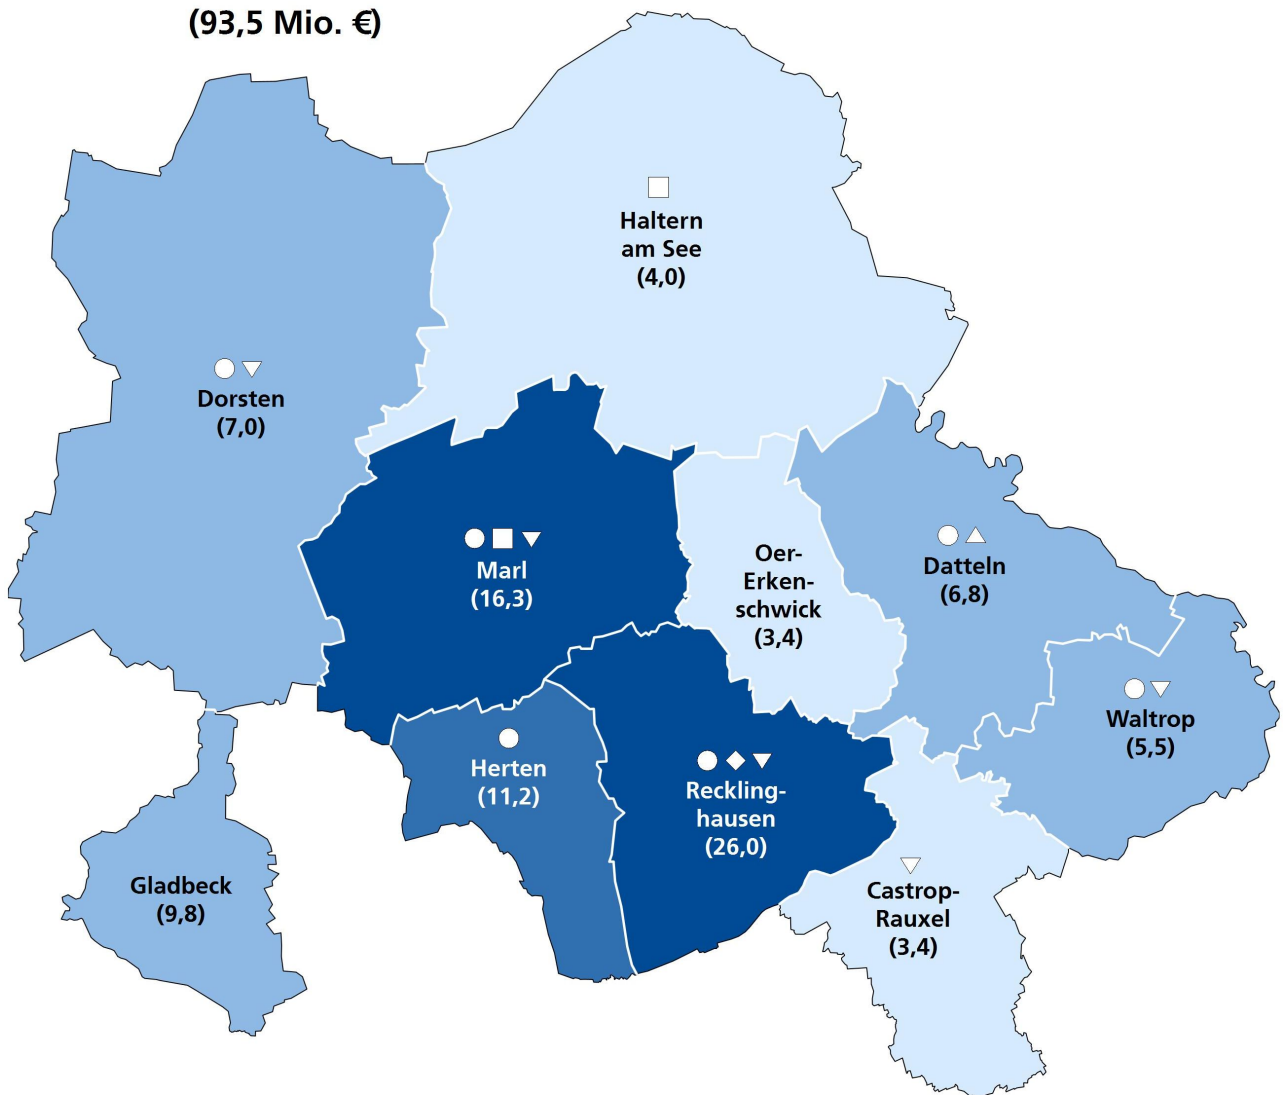 (93,5 Mio. €)
Haltern
am See
(4,0)
Dorsten
(7,0)
Marl
(16,3)
Oer-
Erken-
schwick
(3,4)
Datteln
(6,8)
Waltrop
(5,5)
Herten
(11,2)
Reckling-
hausen
(26,0)
Gladbeck
(9,8)
Castrop-
Rauxel
(3,4)